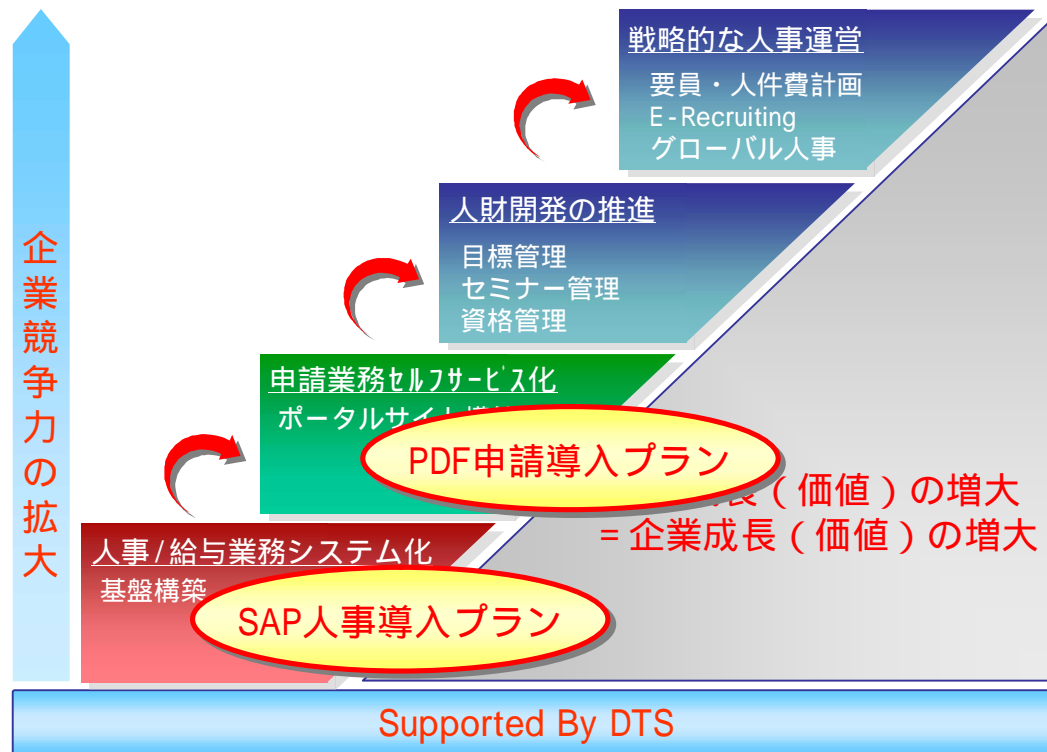 戦略的な人事運営
要員・人件費計画
E-Recruiting
グローバル人事
人財開発の推進
目標管理
セミナー管理
資格管理
申請業務ｾﾙﾌｻｰﾋﾞｽ化
ポータルサイト
PDF申請導入プラン
長（価値）の増大
=企業成長（価値）の増大
人事/給与業務システム化
基盤構築
SAP人事導入プラン
企業競争力の拡大
Supported By DTS